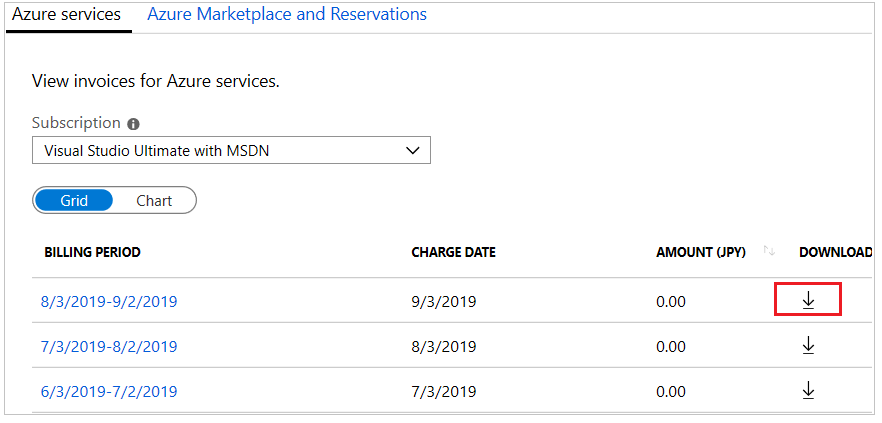 Azure services Azure Marketplace and Reservations
View invoices for Azure services.
Subscription
Visual Studio Ultimate with MSDN
Grid Chart
BILLING PERIOD CHARGE DATE AMOUNT (JPY) DOWNLOAD
8/3/2019-9/2/2019 9/3/2019 0.00
7/3/2019-8/2/2019 8/3/2019 0.00
6/3/2019-7/2/2019 7/3/2019 0.00